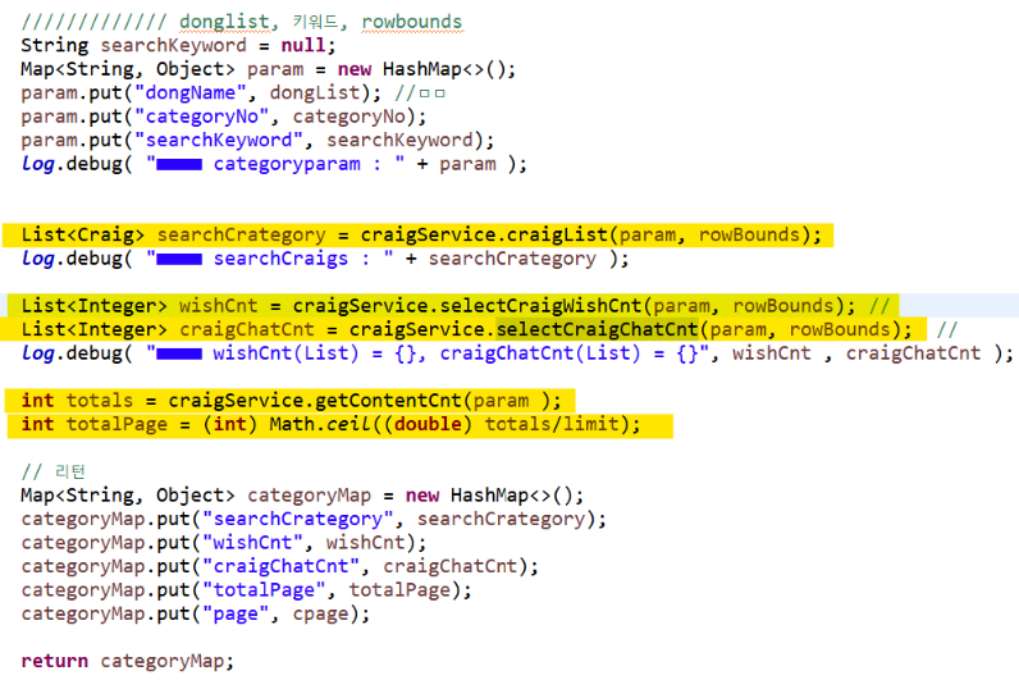 ///////////// donglist, 키워드, rowbounds
String searchKeyword = null;
Map<String, Object> param = new HashMap<>();
param.put("dongName", dongList); //ㅁㅁ
param.put("categoryNo", categoryNo);
param.put("searchKeyword", searchKeyword);
log.debug( " categoryparam : " + param );
List<Craig> searchCrategory = craigService.craigList(param, rowBounds);
log.debug( " searchCraigs : " + searchCrategory );
List<Integer> wishCnt = craigService.selectCraigWishCnt(param, rowBounds); //
List<Integer> craigChatCnt = craigService.selectCraigChatCnt(param, rowBounds); //
log.debug( " wishCnt(List) = {}, craigChatCnt(List) = {}", wishCnt , craigChatCnt );
int totals = craigService.getContentCnt(param );
int totalPage = (int) Math.ceil((double) totals/limit);
// 리턴
Map<String, Object> categoryMap = new HashMap<>();
categoryMap.put("searchCrategory", searchCrategory);
categoryMap.put("wishCnt", wishCnt);
categoryMap.put("craigChatCnt", craigChatCnt);
categoryMap.put("totalPage", totalPage);
categoryMap.put("page", cpage);
return categoryMap;